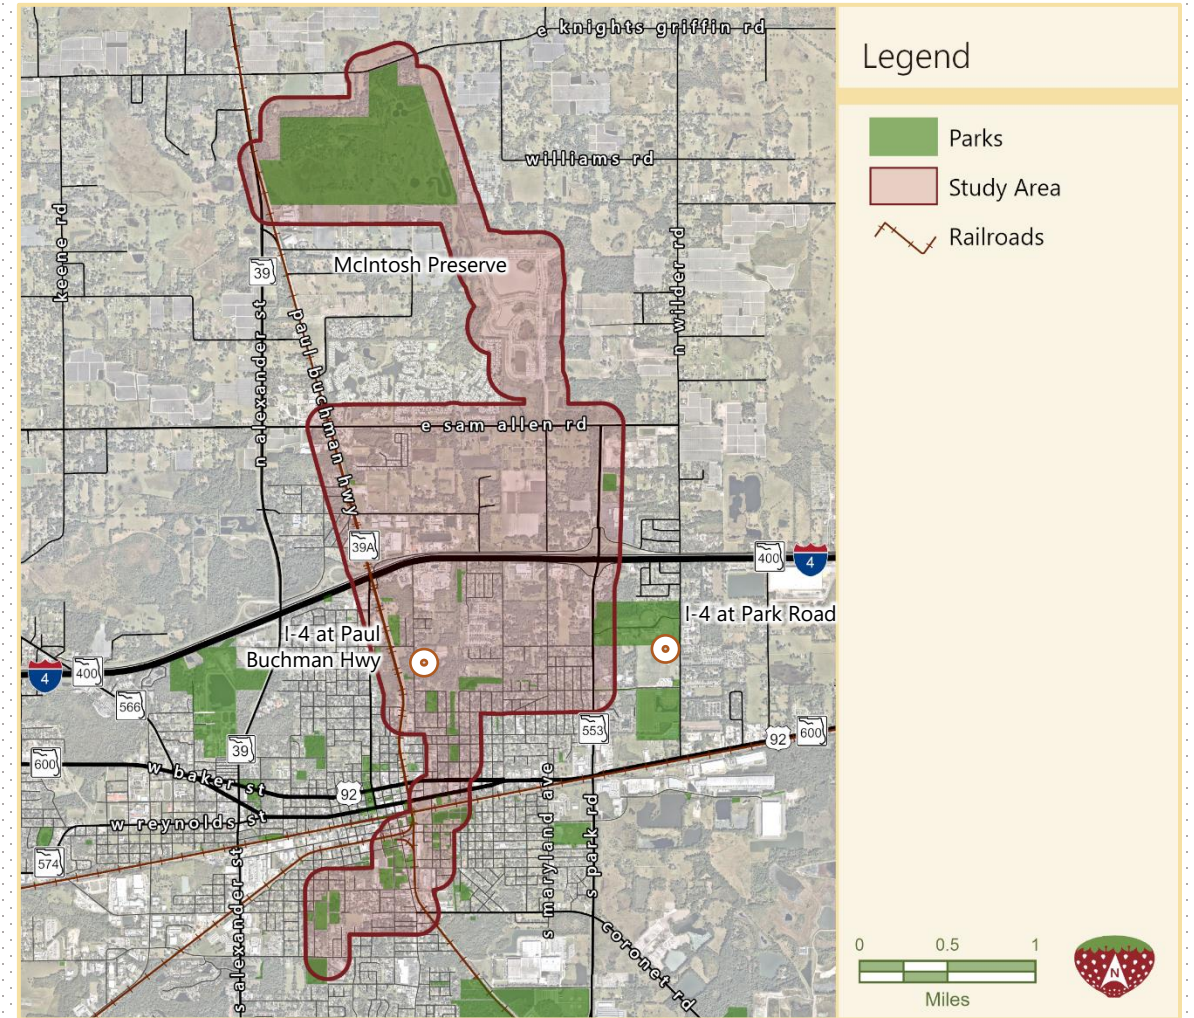 e knights griffin rd
Legend
Parks
williams rd
Study Area
keene rd
Railroads
n wilder rd
McIntosh Preserve
39
n alexander st
paul buchman hwy
e sam allen rd
39A
400
4
I-4 at Park Road
I-4 at Paul
Buchman Hwy
4
400
566
553
39
92
600
600
w baker st
92
w reynolds st
574
s alexander st
s maryland ave
s park rd
coronet rd
0
0.5
1
Miles
N